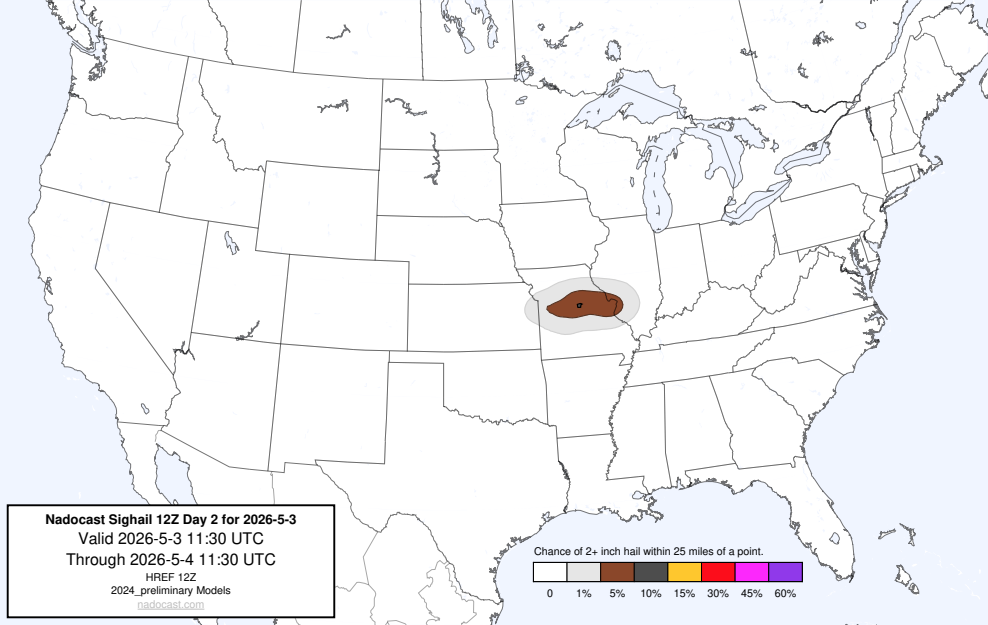 Nadocast Sighail 12Z Day 2 for 2026-5-3
Valid 2026-5-3 11:30 UTC
Through 2026-5-4 11:30 UTC
HREF 12Z
2024_preliminary Models
nadocast.com
Chance of 2+ inch hail within 25 miles of a point.
0 1% 5% 10% 15% 30% 45% 60%